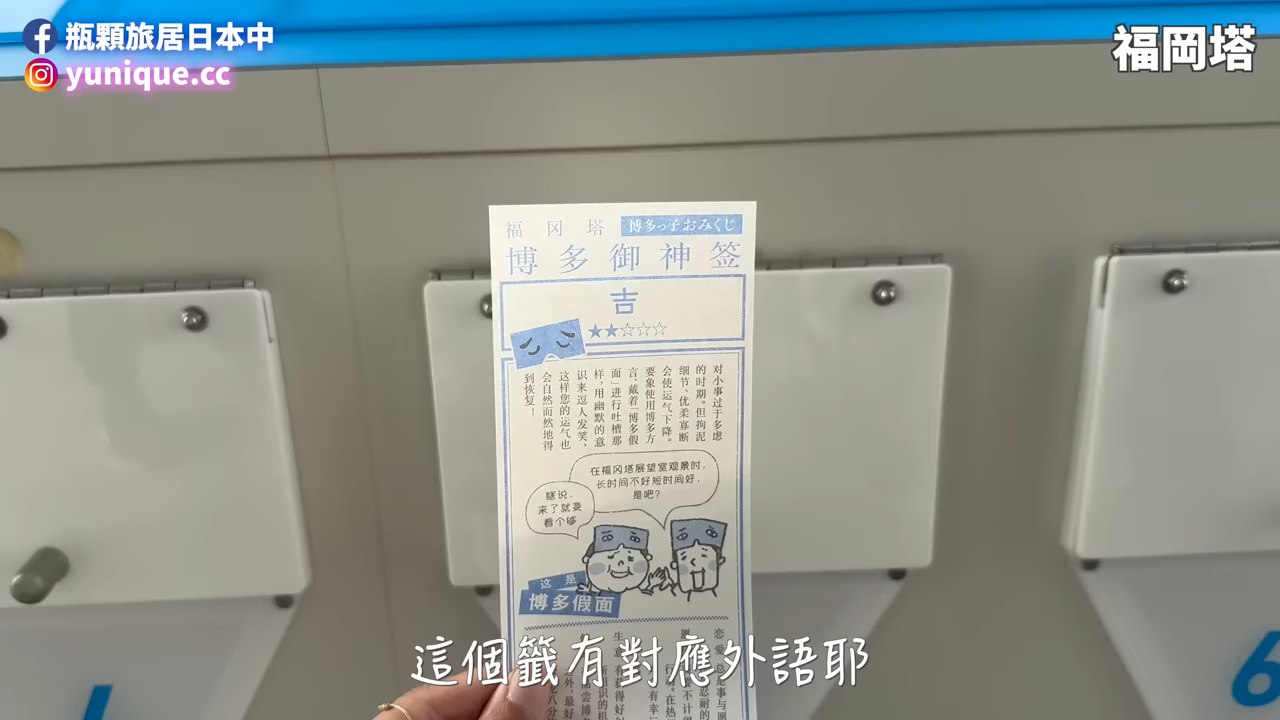 瓶顆旅居日本中
yunique.cc
福岡塔
福冈塔
博多っ子おみくじ
博多御神签
吉
★★☆☆☆
对小事过于多虑
的时期。但拘泥
细节、优柔寡断
会使运气下降。
要象使用博多方
言、戴着「博多假
面」进行吐槽那
样，用幽默的意
识来逗人发笑，
这样您的运气也
会自然而然地得
到恢复！
在福冈塔展望室观景时，
长时间不好短时间好，
是吧？
瞎说，
来了就要
看个够
这是
博多假面
恋爱
這個籤有對應外語耶
6